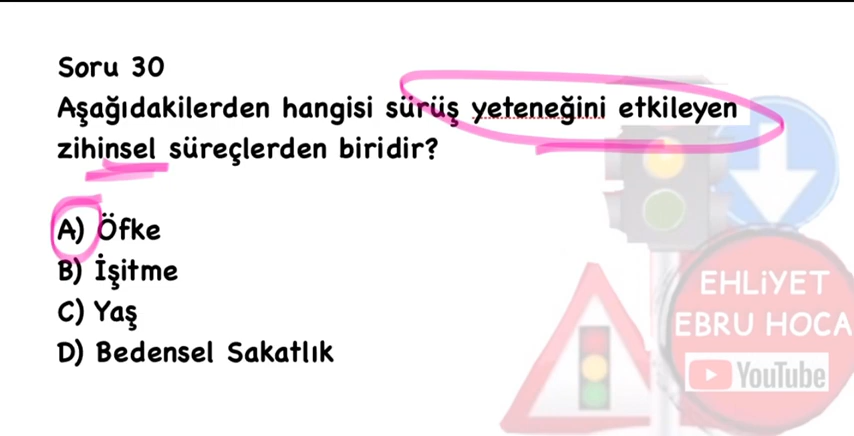 Soru 30
Aşağıdakilerden hangisi sürüş yeteneğini etkileyen
zihinsel süreçlerden biridir?
A) Öfke
B) İşitme
C) Yaş
D) Bedensel Sakatlık
EHLİYET
EBRU HOCA
YouTube